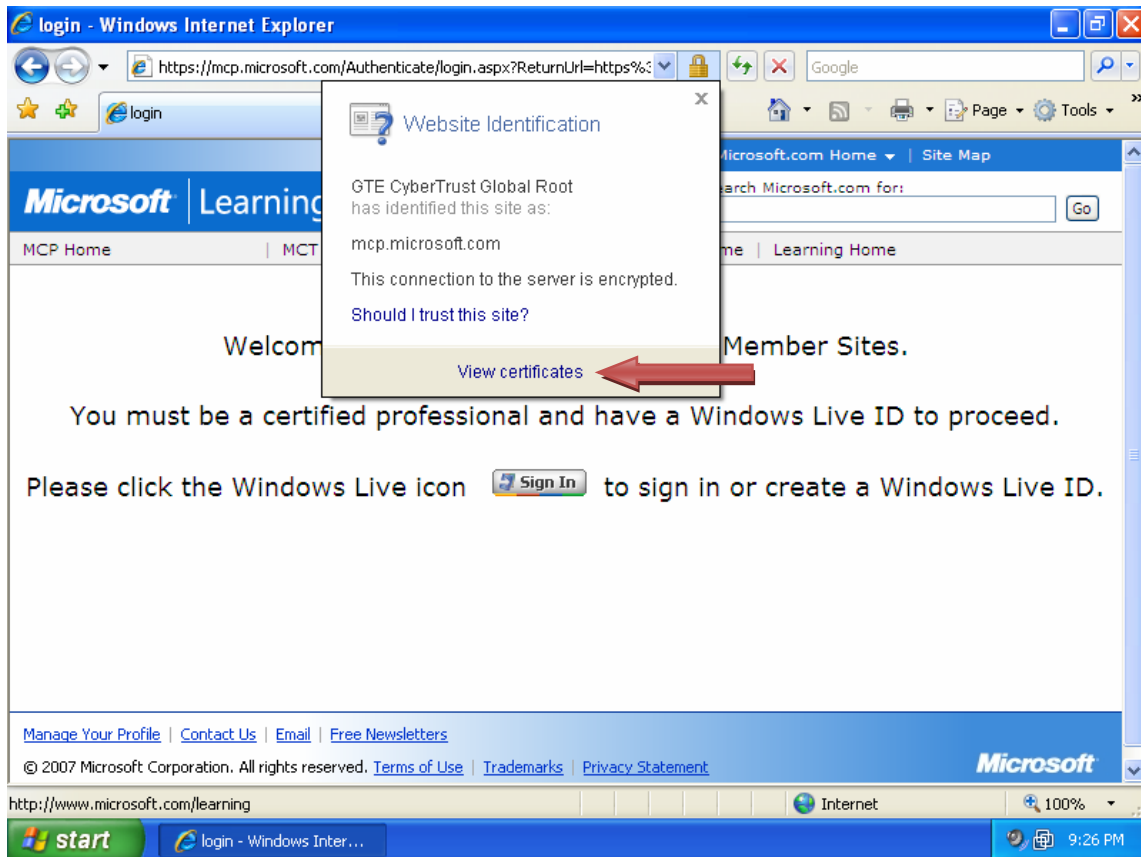 login - Windows Internet Explorer
https://mcp.microsoft.com/Authenticate/login.aspx?ReturnUrl=https%3
Google
login
Page
Tools
Website Identification
GTE CyberTrust Global Root
has identified this site as:
mcp.microsoft.com
This connection to the server is encrypted.
Should I trust this site?
View certificates
Microsoft.com Home | Site Map
Microsoft | Learning
Microsoft.com for:
Go
MCP Home | MCT | Learning Home
Member Sites.
You must be a certified professional and have a Windows Live ID to proceed.
Please click the Windows Live icon Sign In to sign in or create a Windows Live ID.
Manage Your Profile | Contact Us | Email | Free Newsletters
© 2007 Microsoft Corporation. All rights reserved. Terms of Use | Trademarks | Privacy Statement
Microsoft
http://www.microsoft.com/learning
Internet
100%
start
login - Windows Inter...
9:26 PM